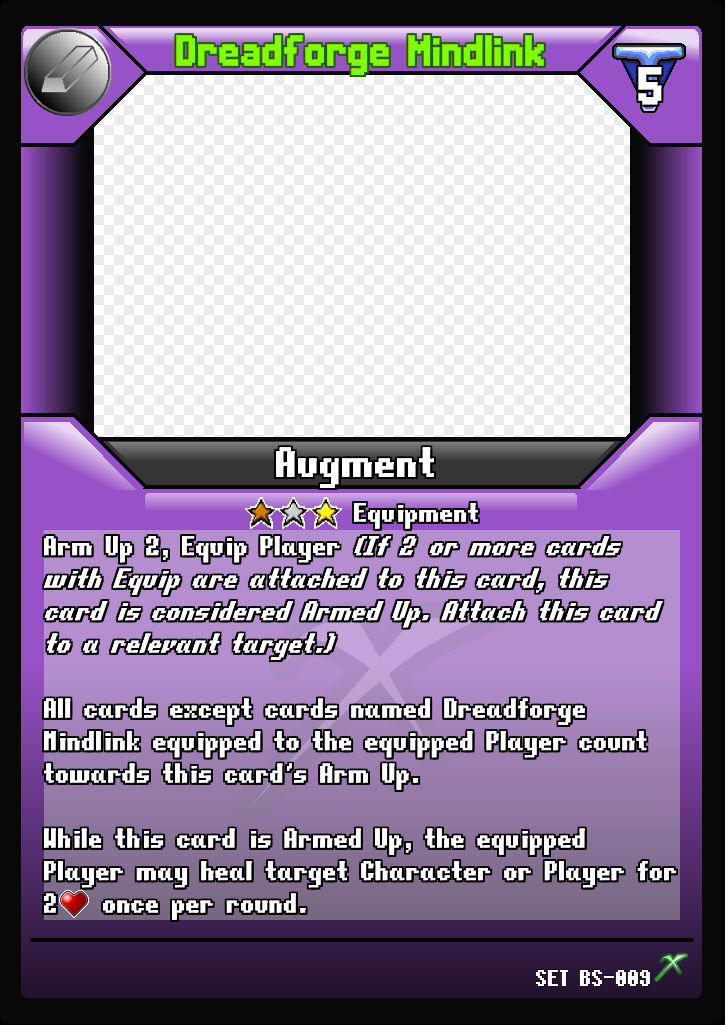 Dreadforge Mindlink
5
Augment
Equipment
Arm Up 2, Equip Player (If 2 or more cards
with Equip are attached to this card, this
card is considered Armed Up. Attach this card
to a relevant target.)
All cards except cards named Dreadforge
Mindlink equipped to the equipped Player count
towards this card's Arm Up.
While this card is Armed Up, the equipped
Player may heal target Character or Player for
2 once per round.
SET BS-009